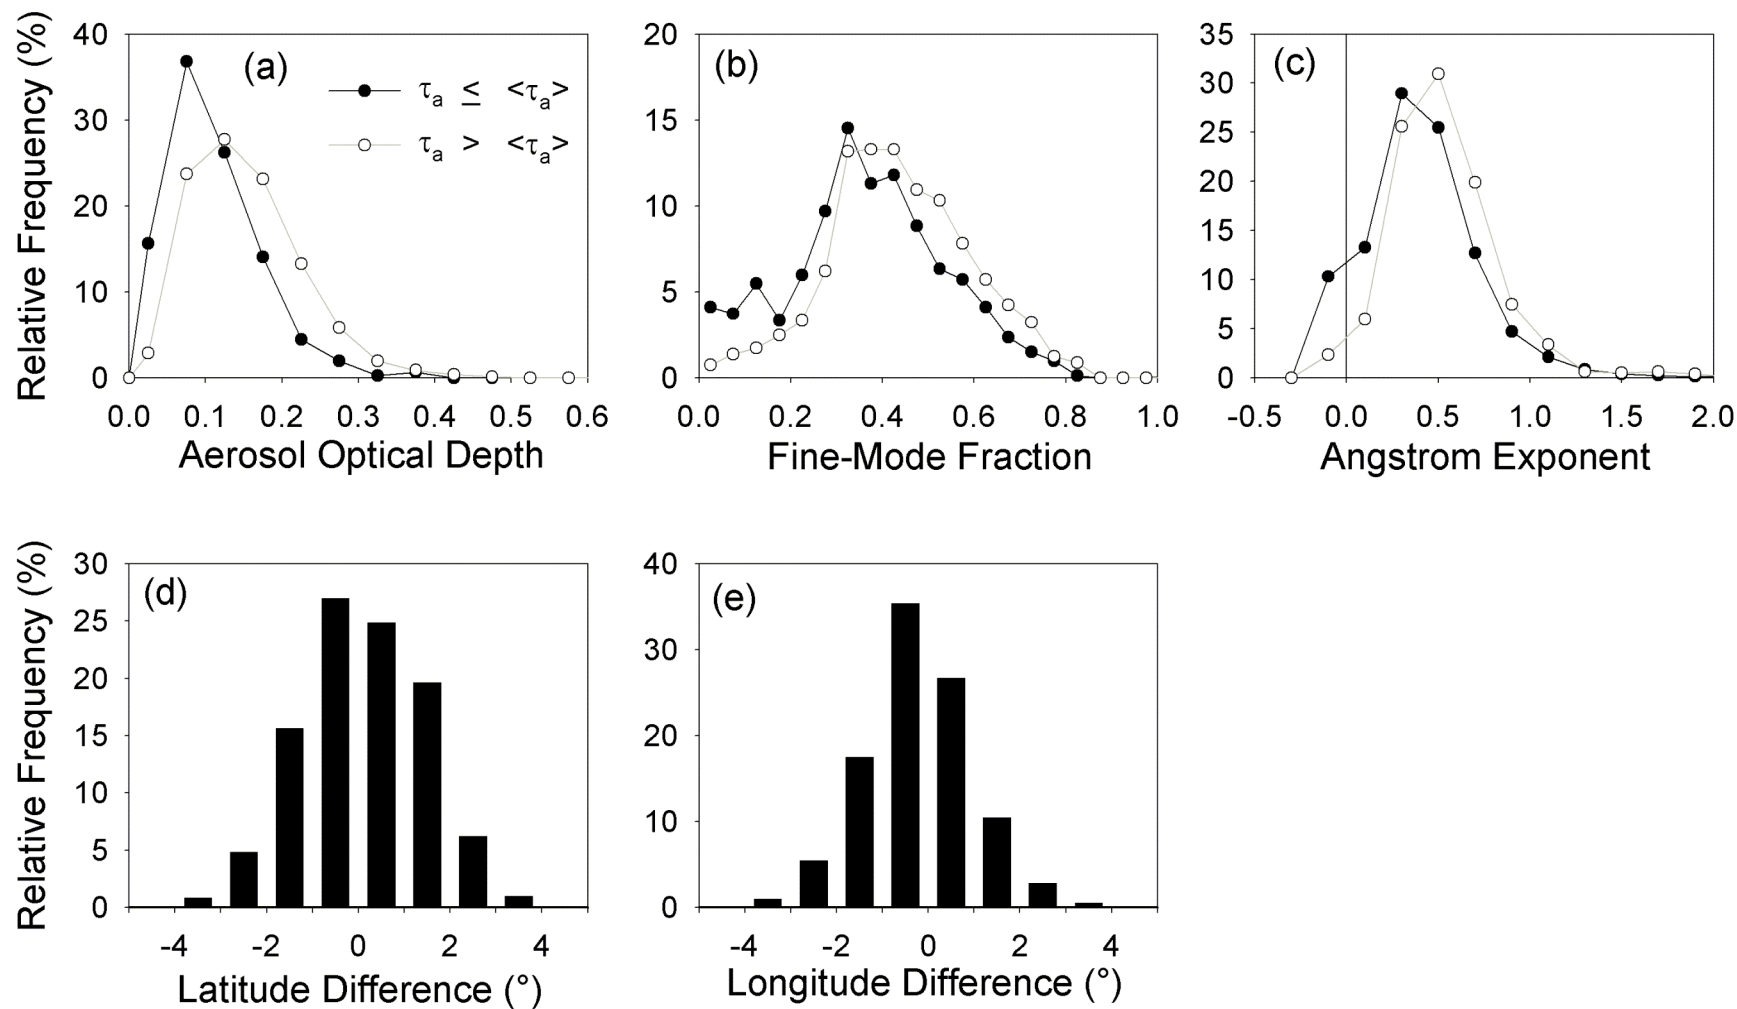 Relative Frequency (%)
40
30
20
10
0
(a)
τa ≤ <τa>
τa > <τa>
0.0 0.1 0.2 0.3 0.4 0.5 0.6
Aerosol Optical Depth
20
15
10
5
0
(b)
0.0 0.2 0.4 0.6 0.8 1.0
Fine-Mode Fraction
35
30
25
20
15
10
5
0
(c)
-0.5 0.0 0.5 1.0 1.5 2.0
Angstrom Exponent
Relative Frequency (%)
30
25
20
15
10
5
0
(d)
-4 -2 0 2 4
Latitude Difference (°)
40
30
20
10
0
(e)
-4 -2 0 2 4
Longitude Difference (°)